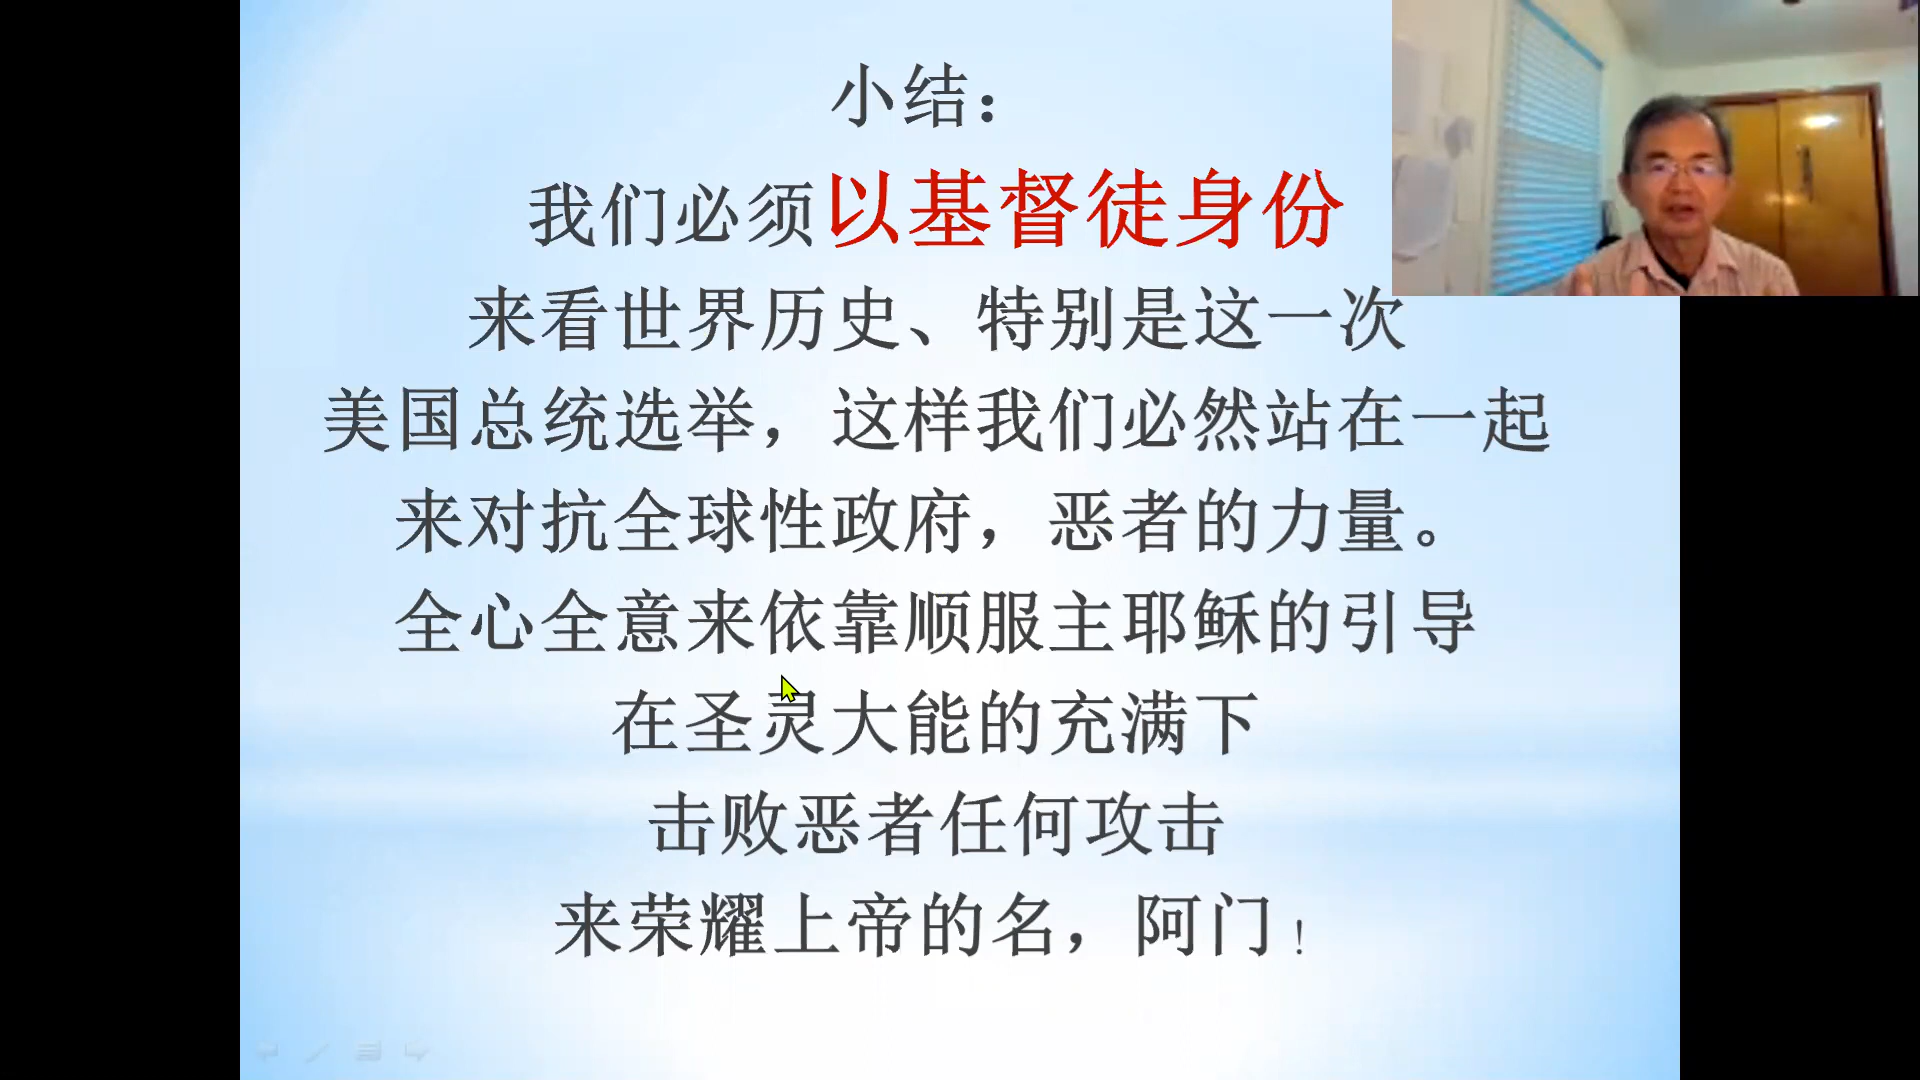 小结：
我们必须以基督徒身份
来看世界历史、特别是这一次
美国总统选举，这样我们必然站在一起
来对抗全球性政府，恶者的力量。
全心全意来依靠顺服主耶稣的引导
在圣灵大能的充满下
击败恶者任何攻击
来荣耀上帝的名，阿门！